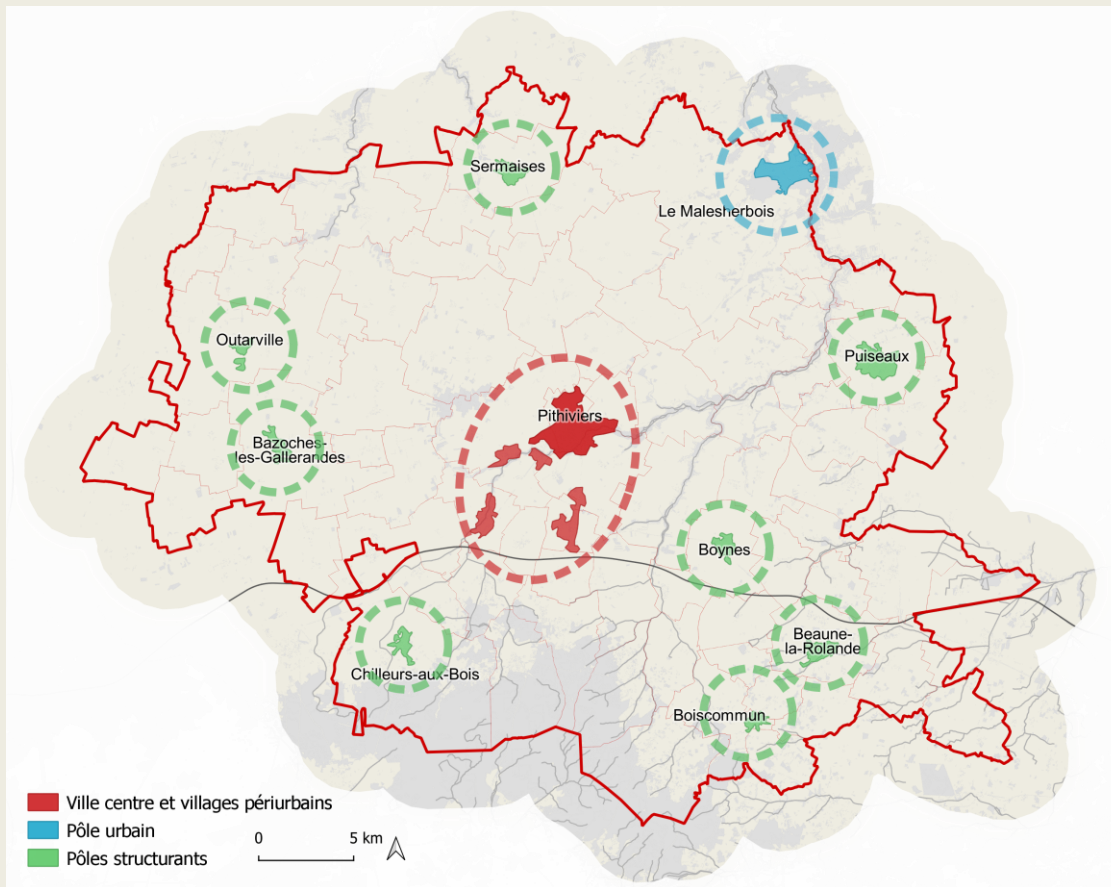 Sermaises
Le Malesherbois
Outarville
Puiseaux
Pithiviers
Bazoches-
les-Gallerandes
Boynes
Beaune-
la-Rolande
Chilleurs-aux-Bois
Boiscommun
Ville centre et villages périurbains
Pôle urbain
Pôles structurants
0
5 km